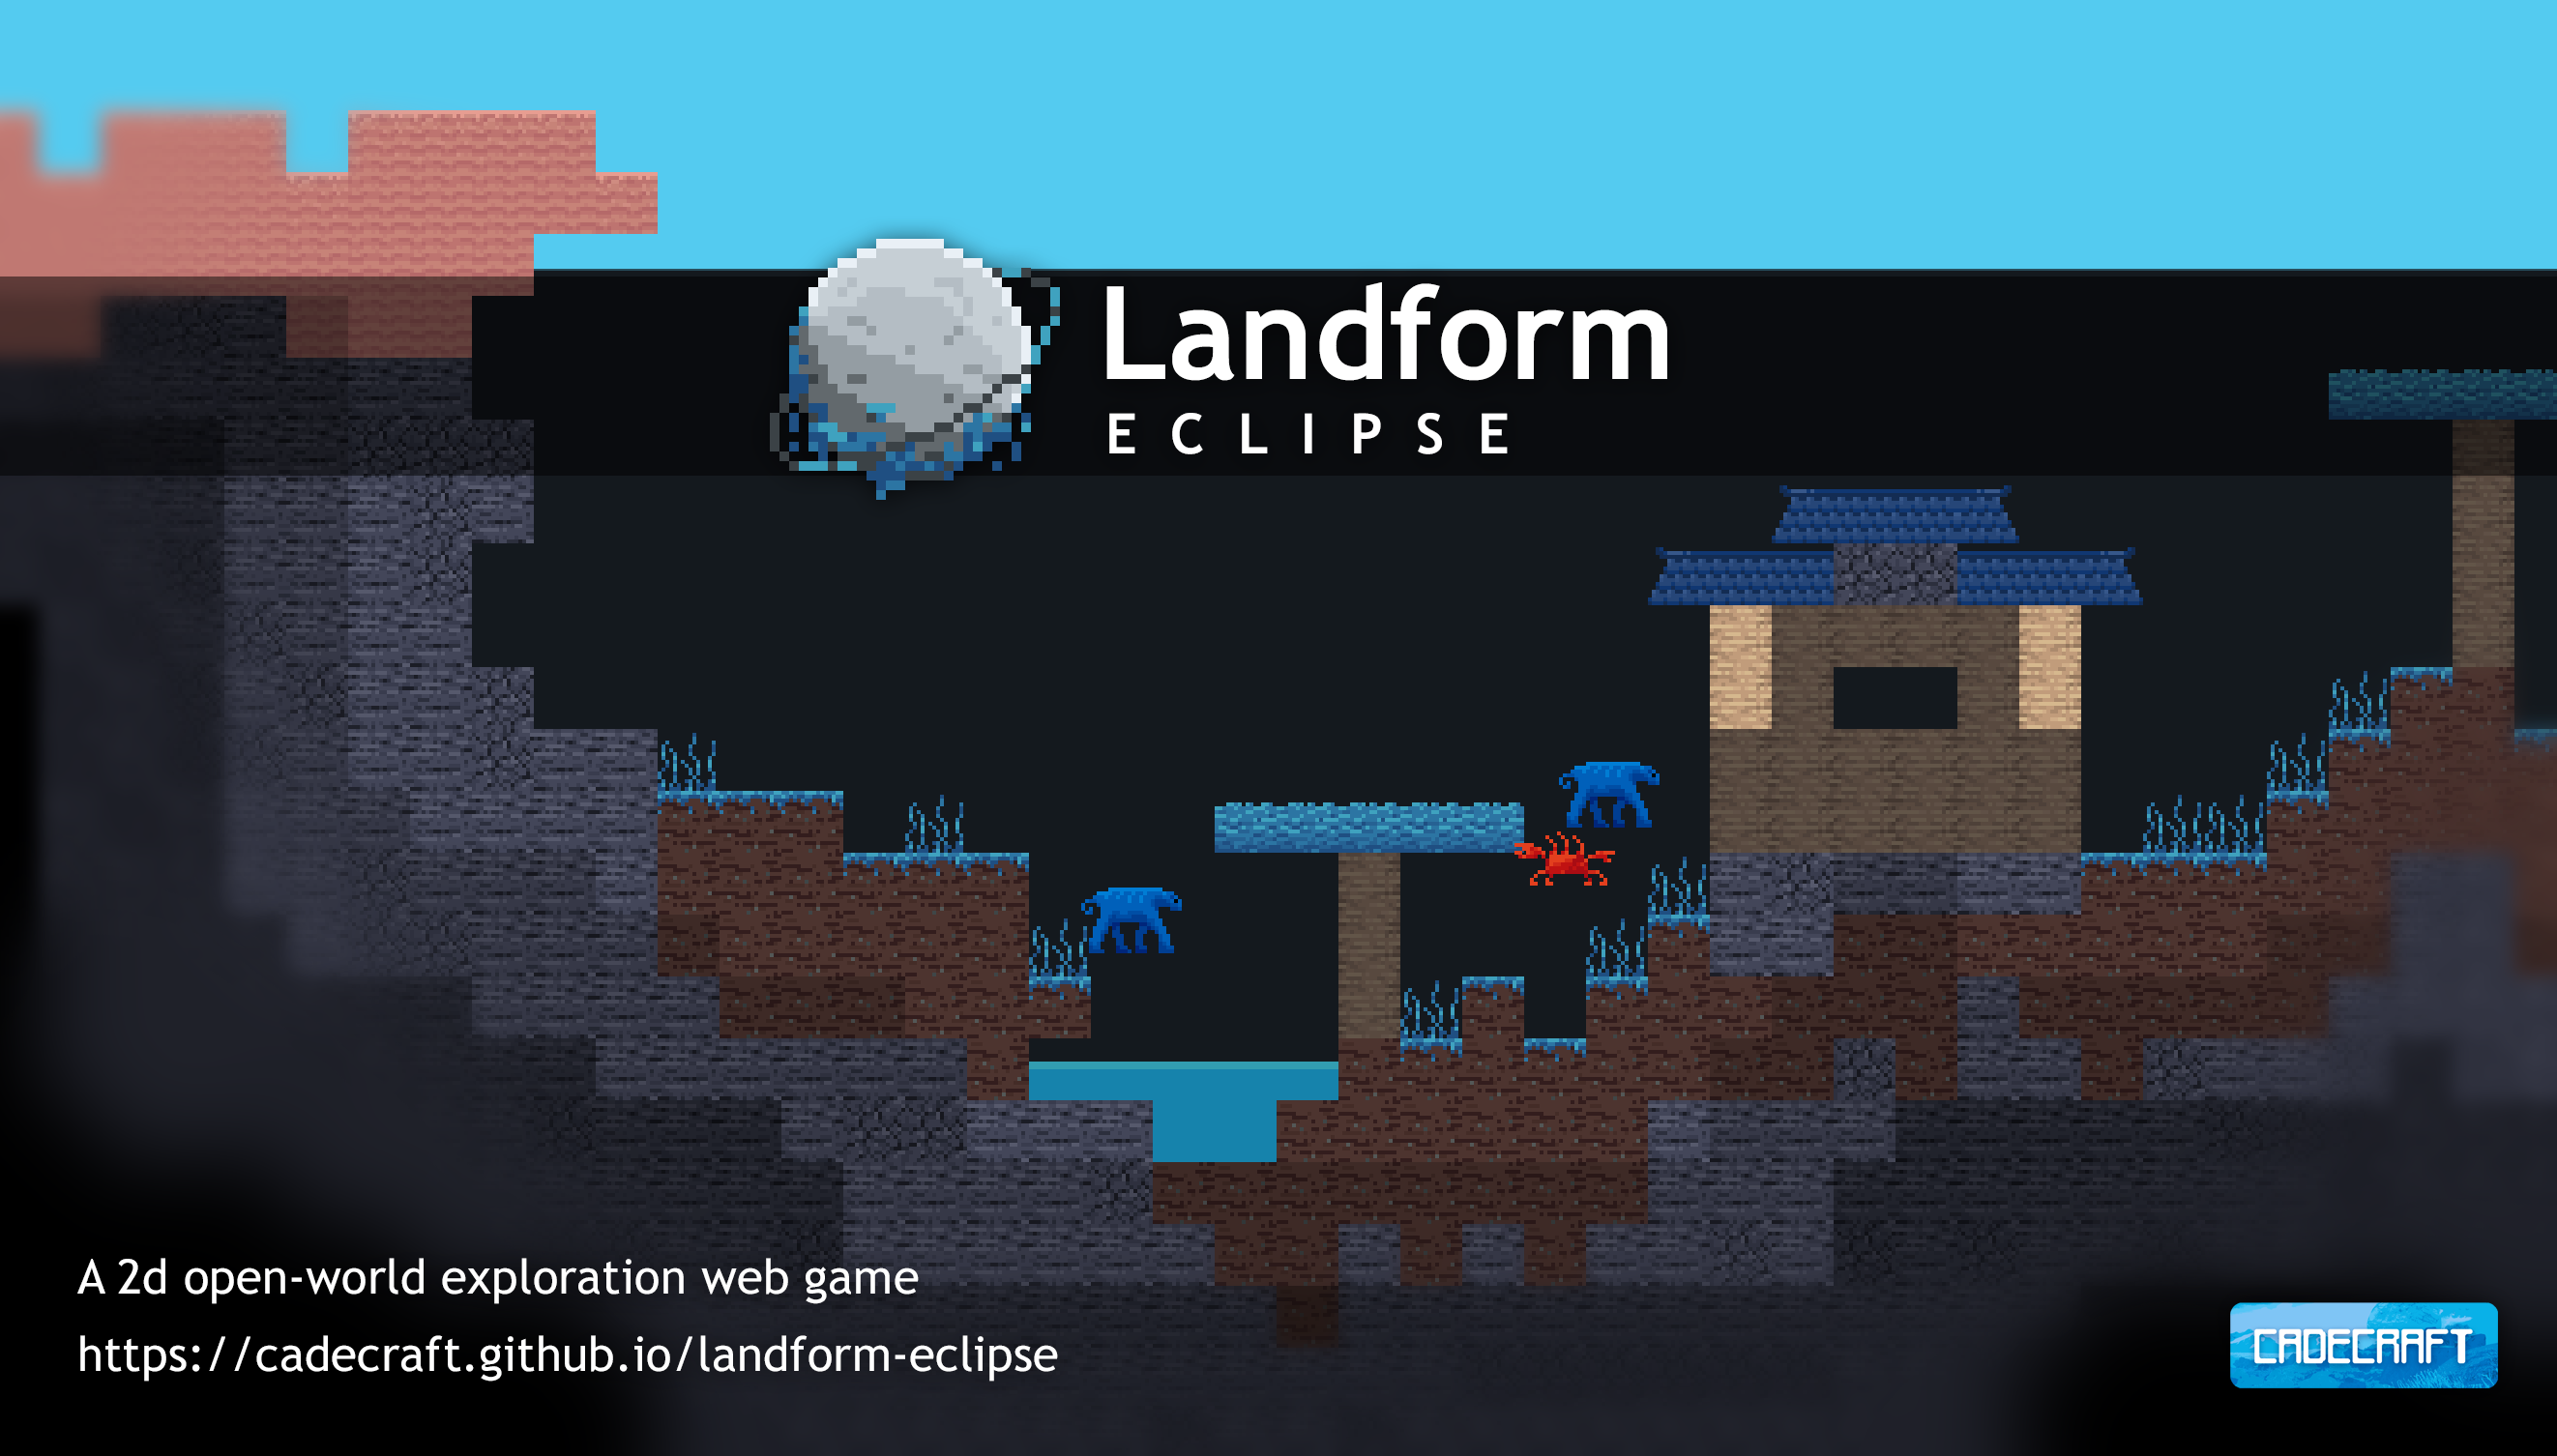 Landform
ECLIPSE
A 2d open-world exploration web game
https://cadecraft.github.io/landform-eclipse
CADECRAFT